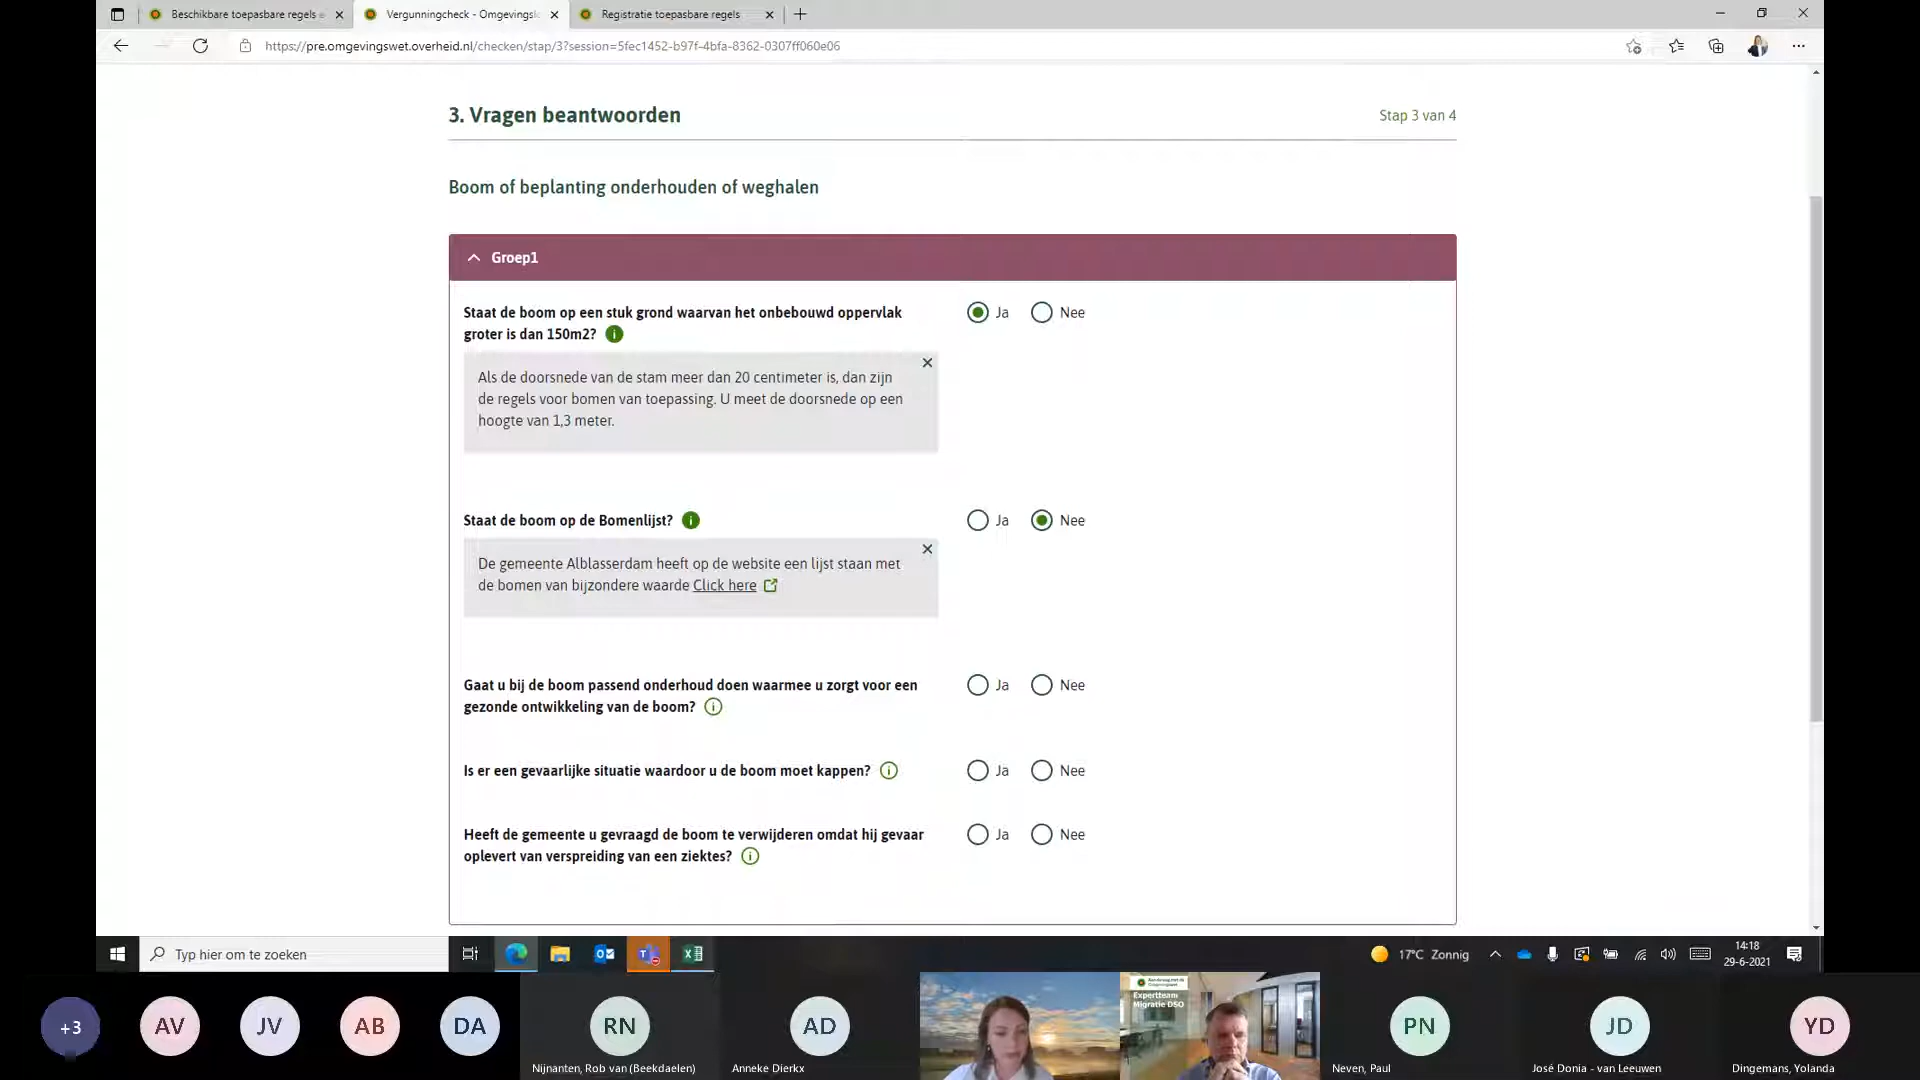 Beschikbare toepasbare regels e
Vergunningcheck - Omgevingslo
Registratie toepasbare regels
https://pre.omgevingswet.overheid.nl/checken/stap/3?session=5fec1452-b97f-4bfa-8362-0307ff060e06
3. Vragen beantwoorden
Stap 3 van 4
Boom of beplanting onderhouden of weghalen
Groep1
Staat de boom op een stuk grond waarvan het onbebouwd oppervlak
groter is dan 150m2?
Ja Nee
Als de doorsnede van de stam meer dan 20 centimeter is, dan zijn
de regels voor bomen van toepassing. U meet de doorsnede op een
hoogte van 1,3 meter.
Staat de boom op de Bomenlijst?
Ja Nee
De gemeente Alblasserdam heeft op de website een lijst staan met
de bomen van bijzondere waarde Click here
Gaat u bij de boom passend onderhoud doen waarmee u zorgt voor een
gezonde ontwikkeling van de boom?
Ja Nee
Is er een gevaarlijke situatie waardoor u de boom moet kappen?
Ja Nee
Heeft de gemeente u gevraagd de boom te verwijderen omdat hij gevaar
oplevert van verspreiding van een ziektes?
Ja Nee
Typ hier om te zoeken
17°C Zonnig
14:18
29-6-2021
+3
AV
JV
AB
DA
RN
Nijnanten, Rob van (Beekdaelen)
AD
Anneke Dierkx
Expertteam
Migratie DSO
PN
Neven, Paul
JD
José Donia - van Leeuwen
YD
Dingemans, Yolanda